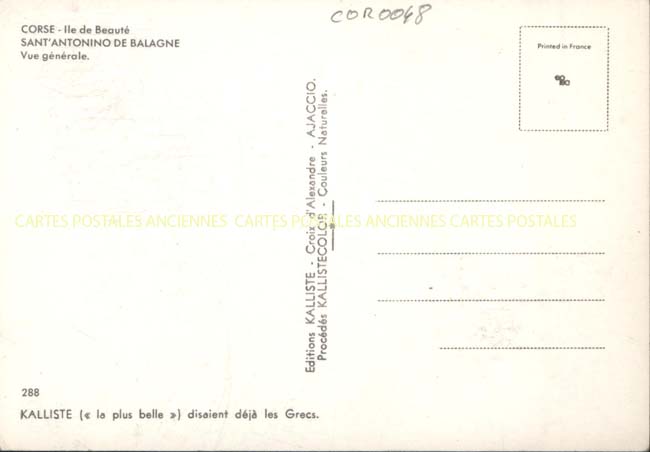 COR0048
CORSE - Ile de Beauté
SANT'ANTONINO DE BALAGNE
Vue générale.
Printed in France
Editions KALLISTE - Croix d'Alexandre - AJACCIO.
Procédés KALLISTECOLOR - Couleurs Naturelles.
CARTES POSTALES ANCIENNES CARTES POSTALES ANCIENNES CARTES POSTALES
288
KALLISTE (« la plus belle ») disaient déjà les Grecs.